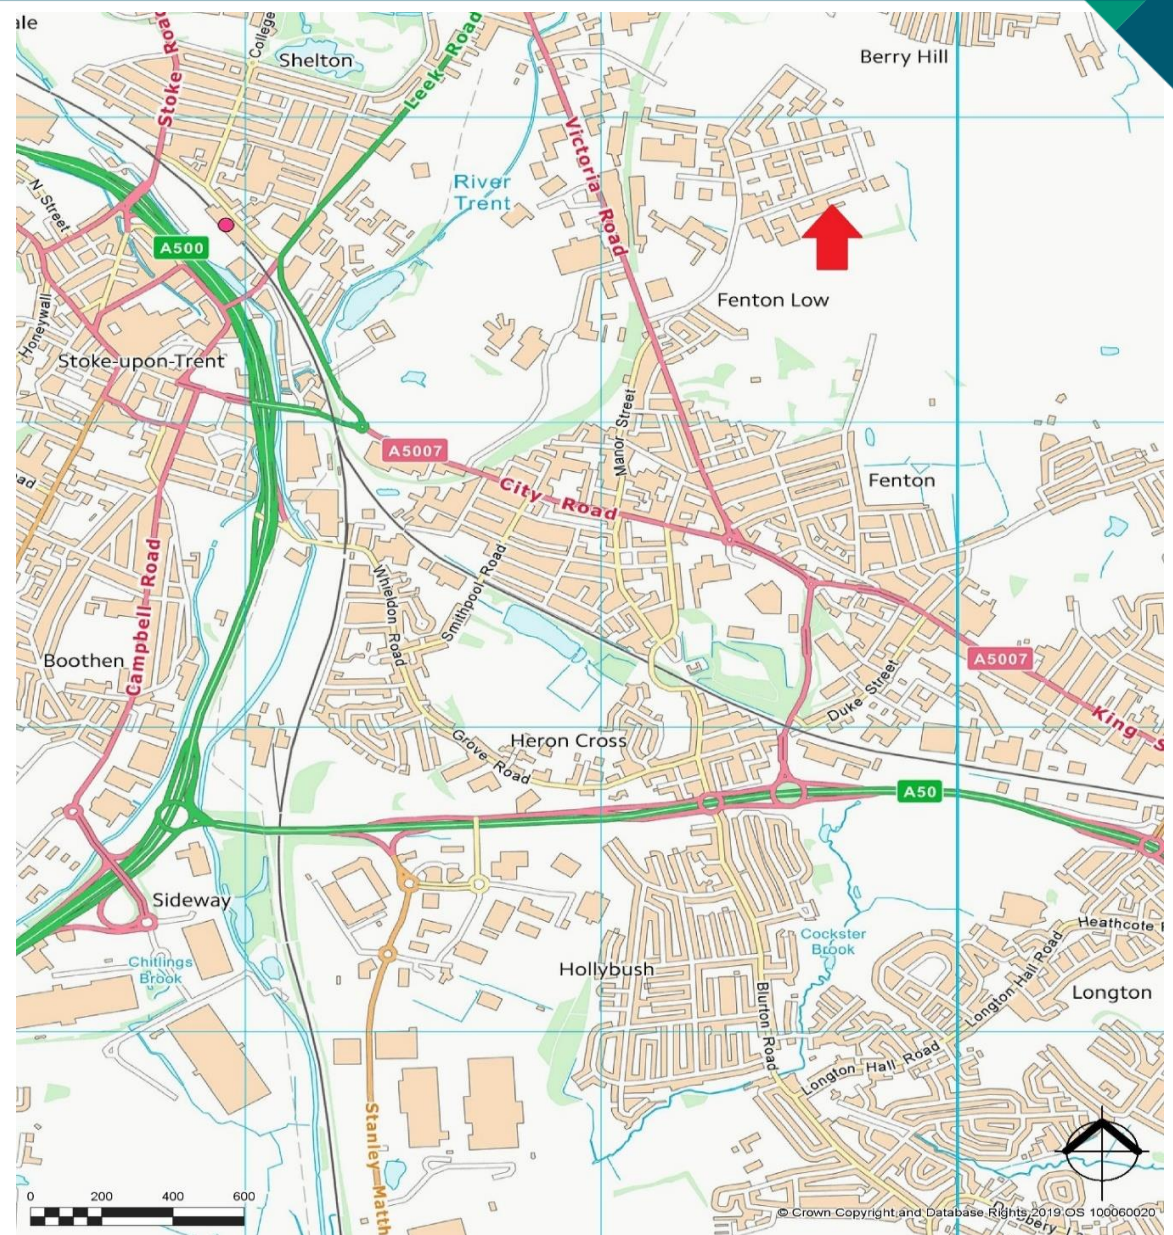 ale
College
Shelton
Leek Road
Berry Hill
Stoke Road
Victoria Road
River
Trent
N Street
A500
Fenton Low
Honeywall
Stoke-upon-Trent
Manor Street
A5007
City Road
Fenton
Whieldon Road
Smithpool Road
Campbell Road
Boothen
A5007
Duke Street
King S
Grove Road
Heron Cross
A50
Sideway
Chitlings
Brook
Cockster
Brook
Heathcote
Hollybush
Longton Hall Road
Longton
Blurton Road
Longton Hall Road
Stanley Matth
0 200 400 600
© Crown Copyright and Database Rights 2019 OS 100060020